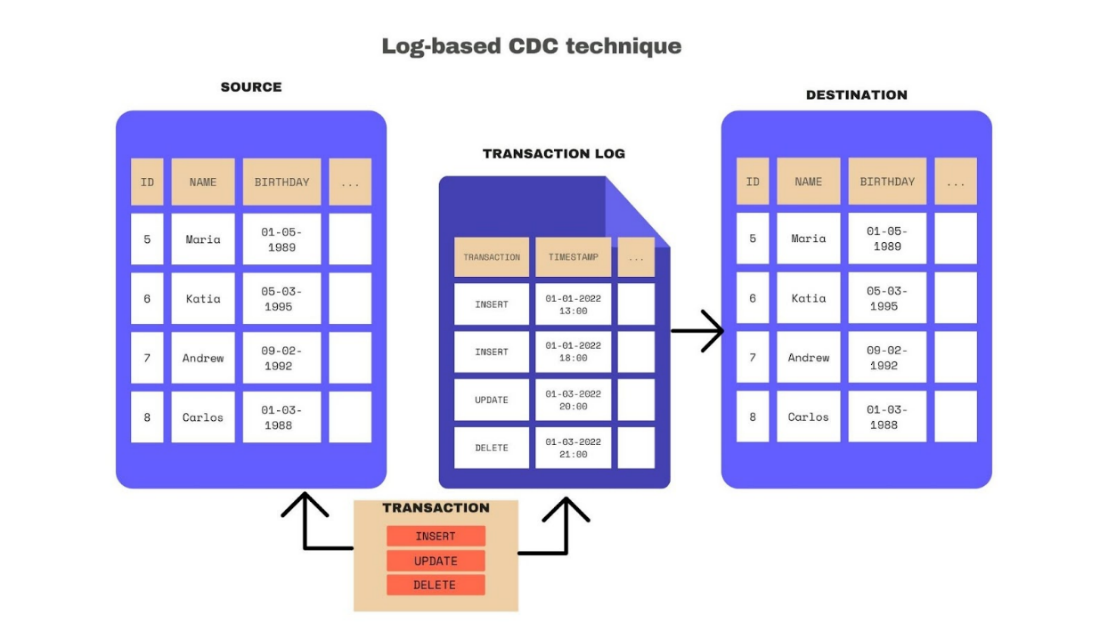 Log-based CDC technique
SOURCE
ID NAME BIRTHDAY ...
5 Maria 01-05-
1989
6 Katia 05-03-
1995
7 Andrew 09-02-
1992
8 Carlos 01-03-
1988
TRANSACTION LOG
TRANSACTION TIMESTAMP ...
INSERT 01-01-2022
13:00
INSERT 01-01-2022
18:00
UPDATE 01-03-2022
20:00
DELETE 01-03-2022
21:00
DESTINATION
ID NAME BIRTHDAY ...
5 Maria 01-05-
1989
6 Katia 05-03-
1995
7 Andrew 09-02-
1992
8 Carlos 01-03-
1988
TRANSACTION
INSERT
UPDATE
DELETE